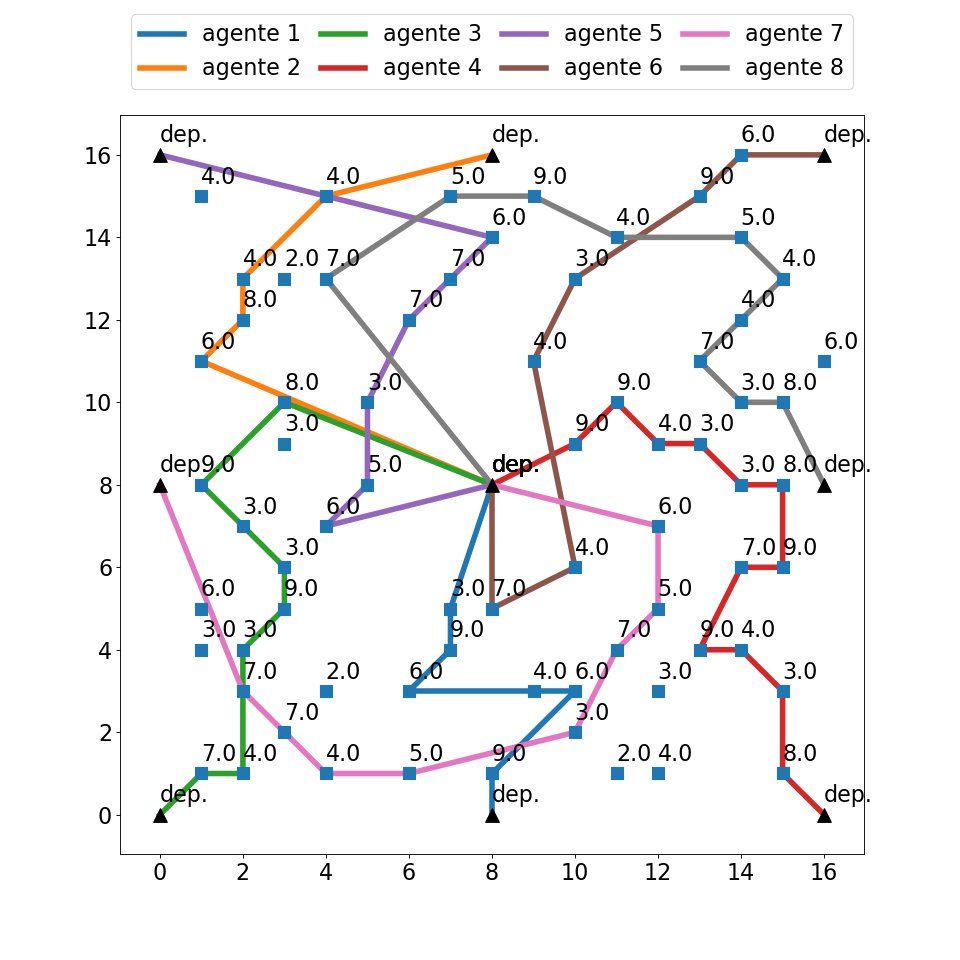 agente 1 agente 3 agente 5 agente 7
agente 2 agente 4 agente 6 agente 8
dep. dep. 6.0 dep.
16
4.0 4.0 5.0 9.0 9.0
6.0 4.0 5.0
14
4.0 2.0 7.0 7.0 3.0 4.0
8.0 7.0 4.0
12
6.0 4.0 7.0 6.0
8.0 3.0 9.0 3.0 8.0
10
3.0 9.0 4.0 3.0
dep. 9.0 5.0 dep. 3.0 8.0 dep.
8
3.0 6.0 6.0
3.0 4.0 7.0 9.0
6
6.0 9.0 3.0 7.0 5.0
3.0 3.0 9.0 7.0 9.0 4.0
4
7.0 2.0 6.0 4.0 6.0 3.0 3.0
7.0 3.0
2
7.0 4.0 4.0 5.0 9.0 2.0 4.0 8.0
dep. dep. dep.
0
0 2 4 6 8 10 12 14 16